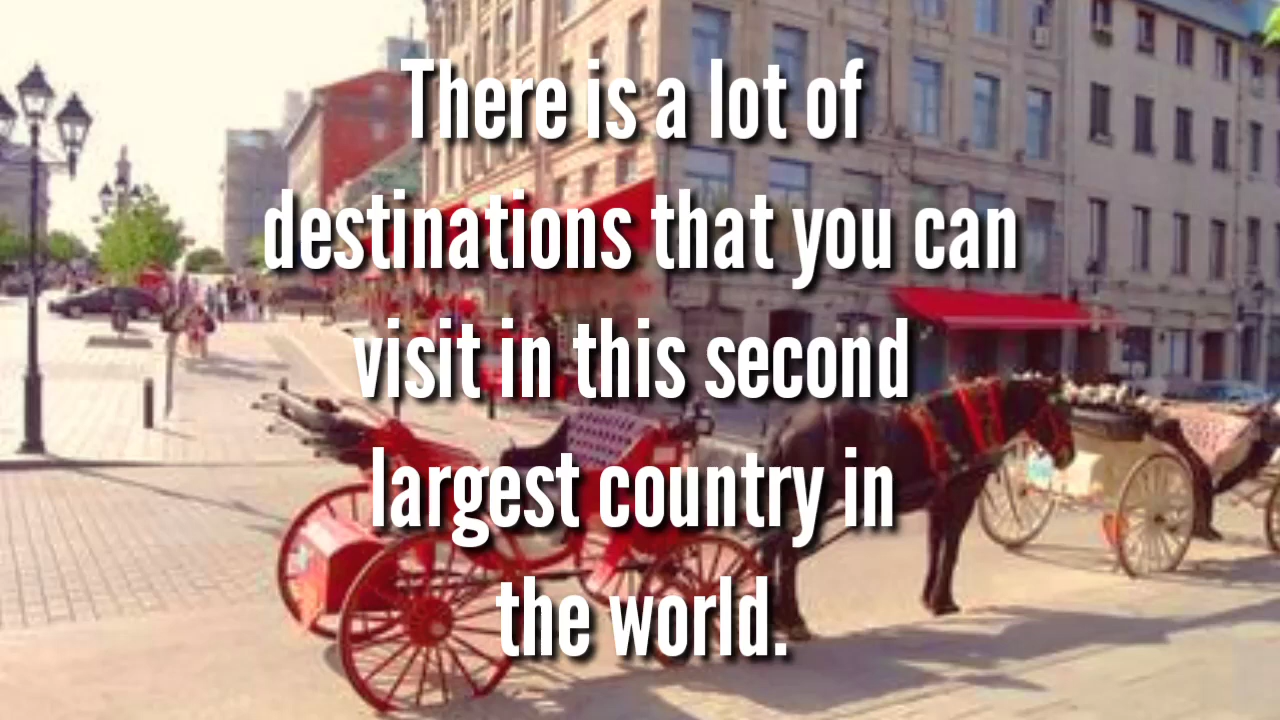 There is a lot of
destinations that you can
visit in this second
largest country in
the world.